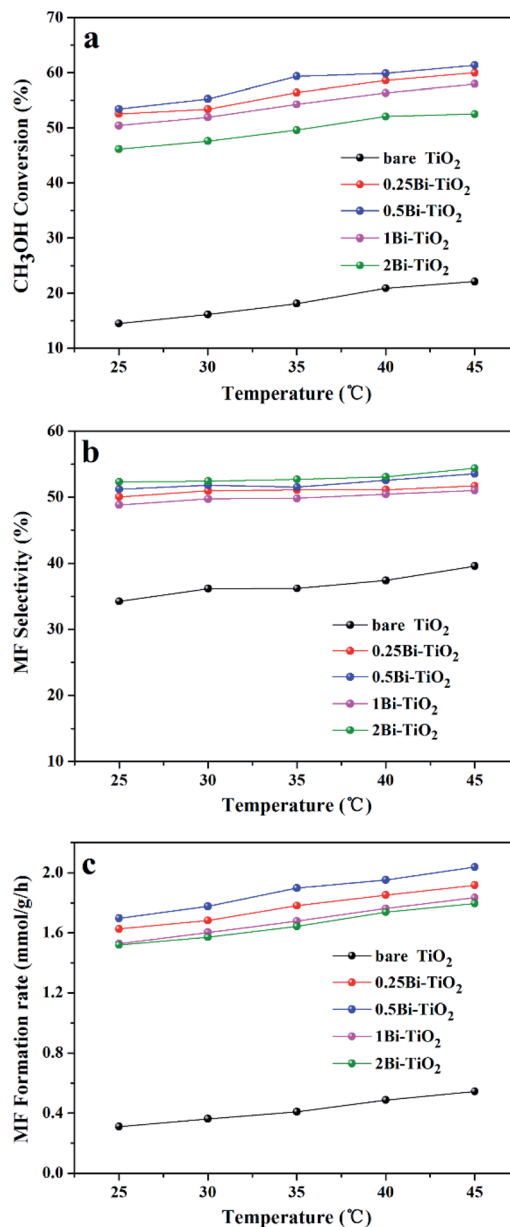 a
CH₃OH Conversion (%)
70
60
50
40
30
20
10
bare TiO₂
0.25Bi-TiO₂
0.5Bi-TiO₂
1Bi-TiO₂
2Bi-TiO₂
25 30 35 40 45
Temperature (℃)
b
MF Selectivity (%)
60
50
40
30
20
10
bare TiO₂
0.25Bi-TiO₂
0.5Bi-TiO₂
1Bi-TiO₂
2Bi-TiO₂
25 30 35 40 45
Temperature (℃)
c
MF Formation rate (mmol/g/h)
2.0
1.6
1.2
0.8
0.4
0.0
bare TiO₂
0.25Bi-TiO₂
0.5Bi-TiO₂
1Bi-TiO₂
2Bi-TiO₂
25 30 35 40 45
Temperature (℃)